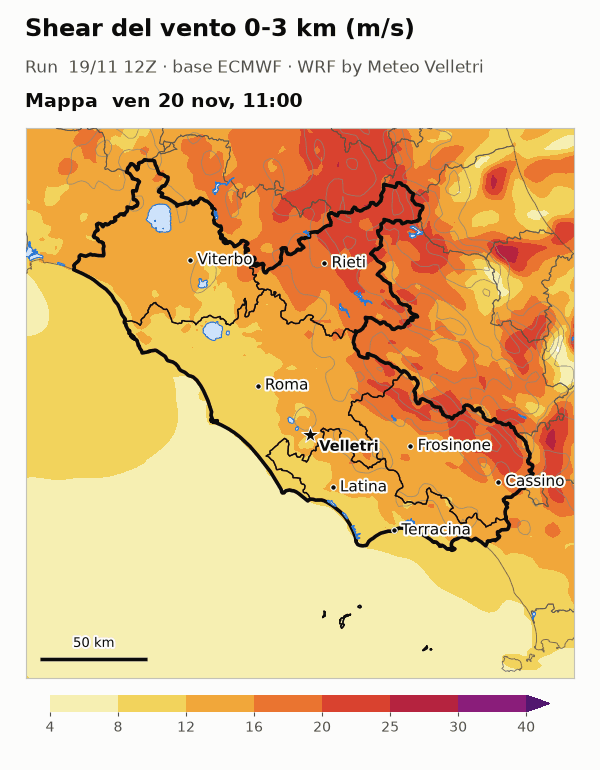 Shear del vento 0-3 km (m/s)
Run  19/11 12Z · base ECMWF · WRF by Meteo Velletri
Mappa  ven 20 nov, 11:00
Viterbo
Rieti
Roma
Velletri
Frosinone
Cassino
Latina
Terracina
50 km
4 8 12 16 20 25 30 40